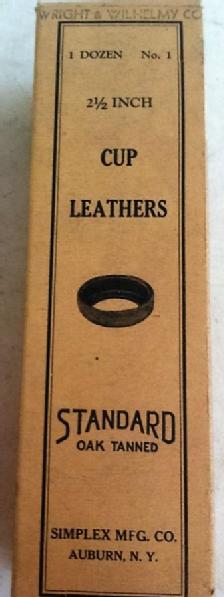 WRIGHT & WILHELMY CO
1 DOZEN No. 1
2½ INCH
CUP
LEATHERS
STANDARD
OAK TANNED
SIMPLEX MFG. CO.
AUBURN, N. Y.